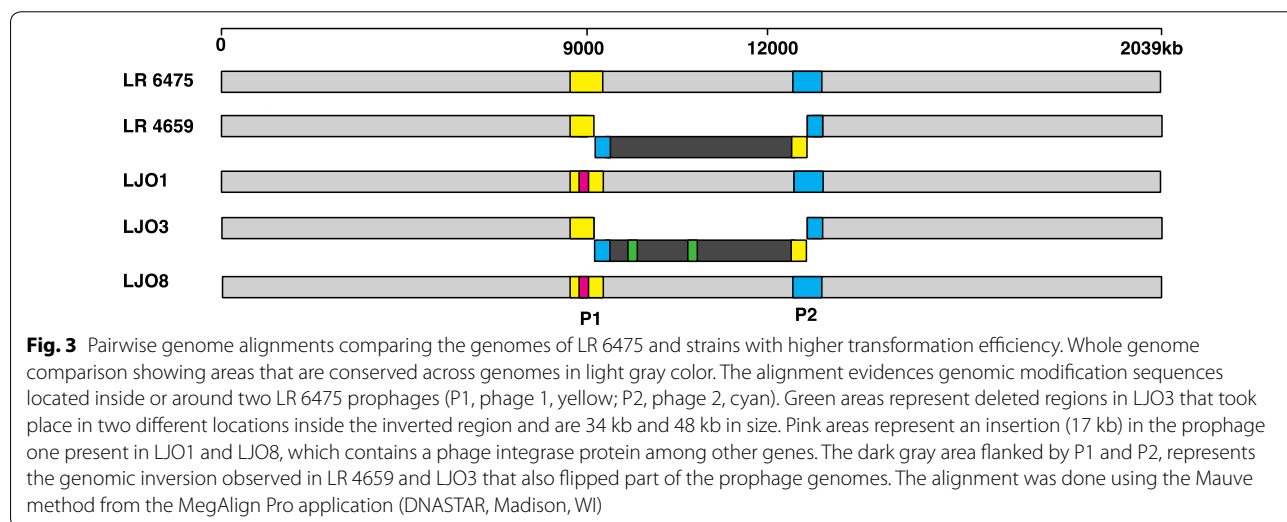 0 9000 12000 2039kb
LR 6475
LR 4659
LJO1
LJO3
LJO8
P1 P2
Fig. 3 Pairwise genome alignments comparing the genomes of LR 6475 and strains with higher transformation efficiency. Whole genome
comparison showing areas that are conserved across genomes in light gray color. The alignment evidences genomic modification sequences
located inside or around two LR 6475 prophages (P1, phage 1, yellow; P2, phage 2, cyan). Green areas represent deleted regions in LJO3 that took
place in two different locations inside the inverted region and are 34 kb and 48 kb in size. Pink areas represent an insertion (17 kb) in the prophage
one present in LJO1 and LJO8, which contains a phage integrase protein among other genes. The dark gray area flanked by P1 and P2, represents
the genomic inversion observed in LR 4659 and LJO3 that also flipped part of the prophage genomes. The alignment was done using the Mauve
method from the MegAlign Pro application (DNASTAR, Madison, WI)